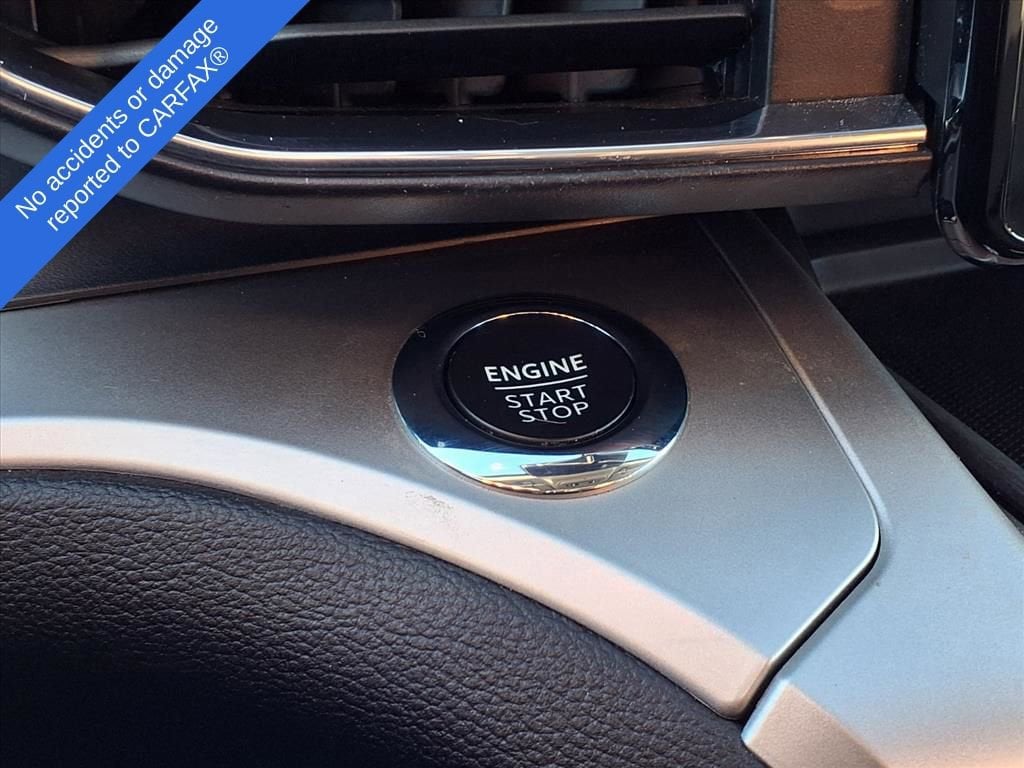 No accidents or damage
reported to CARFAX®
ENGINE
START
STOP